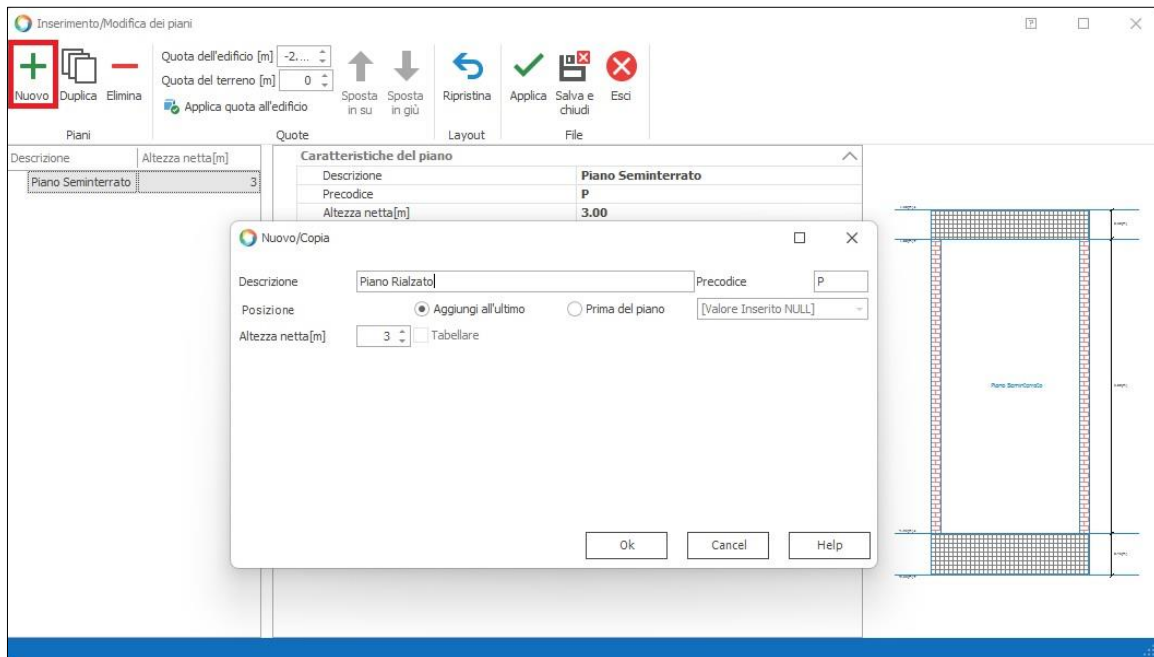 Inserimento/Modifica dei piani
Nuovo Duplica Elimina
Piani
Quota dell'edificio [m] -2,...
Quota del terreno [m] 0
Applica quota all'edificio
Sposta in su
Sposta in giù
Quote
Ripristina
Layout
Applica Salva e chiudi Esci
File
Descrizione Altezza netta[m]
Piano Seminterrato 3
Caratteristiche del piano
Descrizione Piano Seminterrato
Precodice P
Altezza netta[m] 3.00
Nuovo/Copia
Descrizione Piano Rialzato Precodice P
Posizione Aggiungi all'ultimo Prima del piano [Valore Inserito NULL]
Altezza netta[m] 3 Tabellare
Ok Cancel Help
Piano Seminterrato